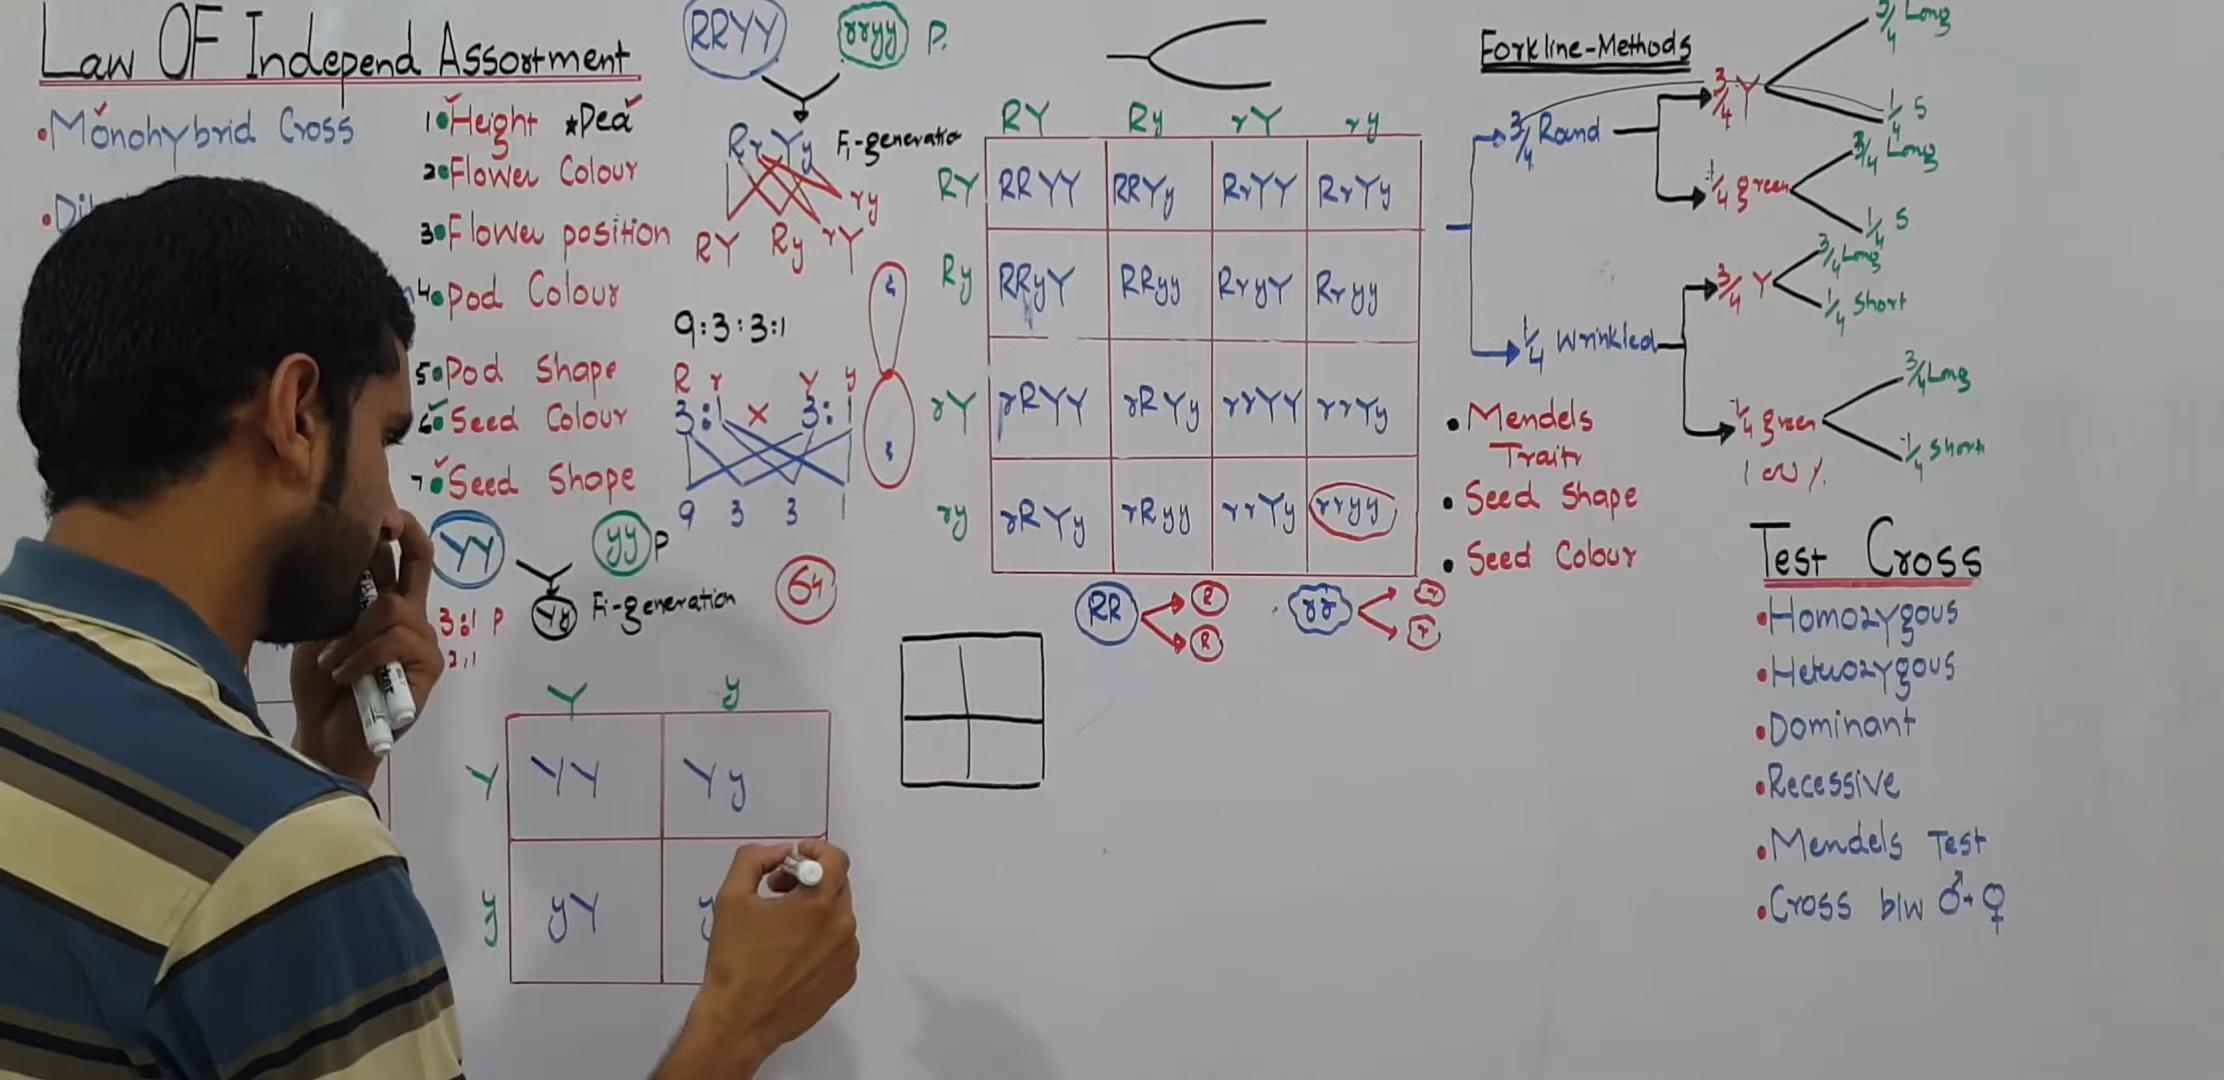 Law OF Independ Assortment
• Monohybrid Cross
1• Height ★Pea
2• Flower Colour
3• Flower position
4• Pod Colour
5• Pod Shape
6• Seed Colour
7• Seed Shape
RRYY rryy P.
RrYy F1-generatio
RY Ry rY ry
9:3:3:1
R r Y y
3:1 × 3:1
9 3 3 1
YY yy P
3:1 P Yy F1-generation
64
Y y
Y YY Yy
y yY y
RY Ry rY ry
RY RRYY RRYy RrYY RrYy
Ry RRyY RRyy RryY Rryy
rY rRYY rRYy rrYY rrYy
ry rRYy rRyy rrYy rryy
RR R R
rr r r
Forkline-Methods
3/4 Round
3/4 Y
3/4 Long
1/4 S
1/4 green
3/4 Long
1/4 S
1/4 Wrinkled
3/4 Y
3/4 Long
1/4 Short
1/4 green
3/4 Long
1/4 Short
• Mendels
Trait
• Seed Shape
• Seed Colour
Test Cross
• Homozygous
• Heterozygous
• Dominant
• Recessive
• Mendels Test
• Cross b/w ♂+♀